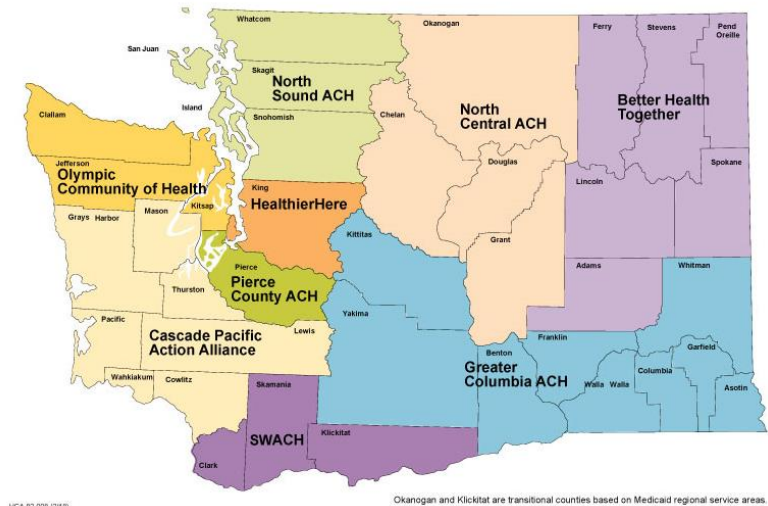 Whatcom
Okanogan
Ferry
Stevens
Pend
Oreille
San Juan
Skagit
North
Sound ACH
Island
Snohomish
Chelan
North
Central ACH
Better Health
Together
Clallam
Jefferson
Olympic
Community of Health
Kitsap
King
HealthierHere
Douglas
Spokane
Lincoln
Grays Harbor
Mason
Kittitas
Grant
Pierce
Pierce
County ACH
Adams
Whitman
Thurston
Yakima
Pacific
Lewis
Cascade Pacific
Action Alliance
Benton
Franklin
Greater
Columbia ACH
Garfield
Walla Walla
Columbia
Asotin
Wahkiakum
Cowlitz
Skamania
SWACH
Klickitat
Clark
Okanogan and Klickitat are transitional counties based on Medicaid regional service areas.